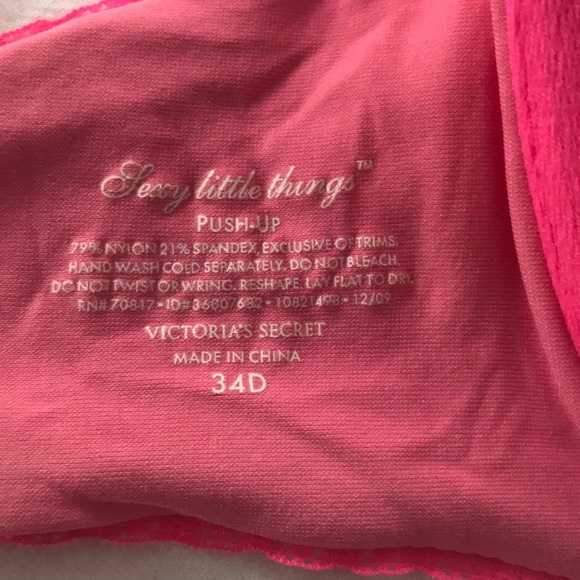 Sexy little things™
PUSH-UP
79% NYLON 21% SPANDEX, EXCLUSIVE OF TRIMS.
HAND WASH COLD SEPARATELY. DO NOT BLEACH.
DO NOT TWIST OR WRING. RESHAPE. LAY FLAT TO DRY.
RN# 70817 • ID# 36007682 • 10821498 • 12/09
VICTORIA'S SECRET
MADE IN CHINA
34D